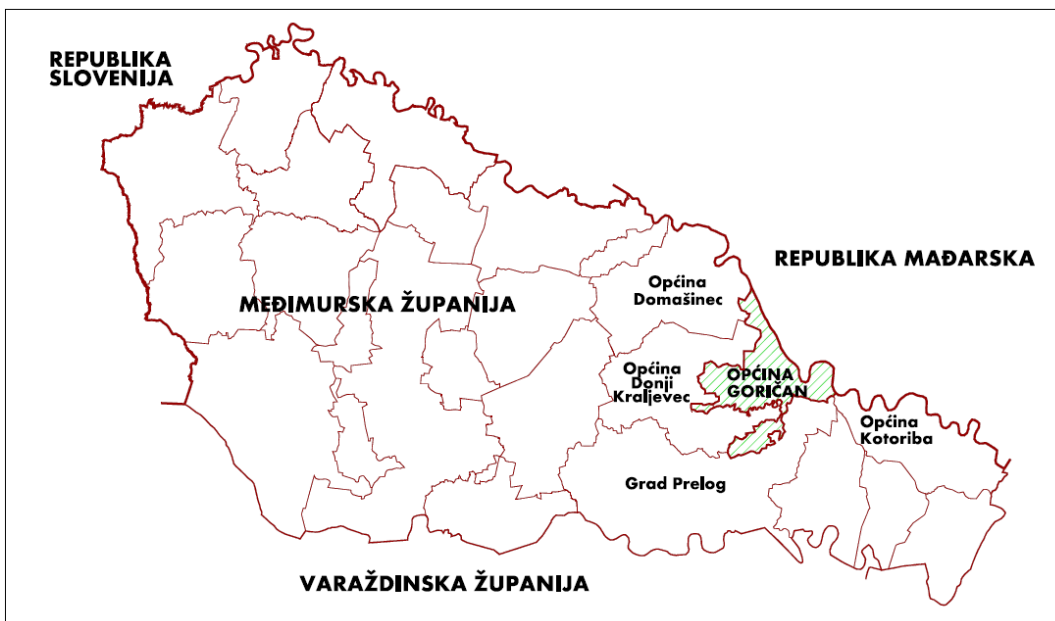 REPUBLIKA
SLOVENIJA
REPUBLIKA MAĐARSKA
Općina
Domašinec
MEĐIMURSKA ŽUPANIJA
Općina
Donji
Kraljevec
OPĆINA
GORIČAN
Općina
Kotoriba
Grad Prelog
VARAŽDINSKA ŽUPANIJA